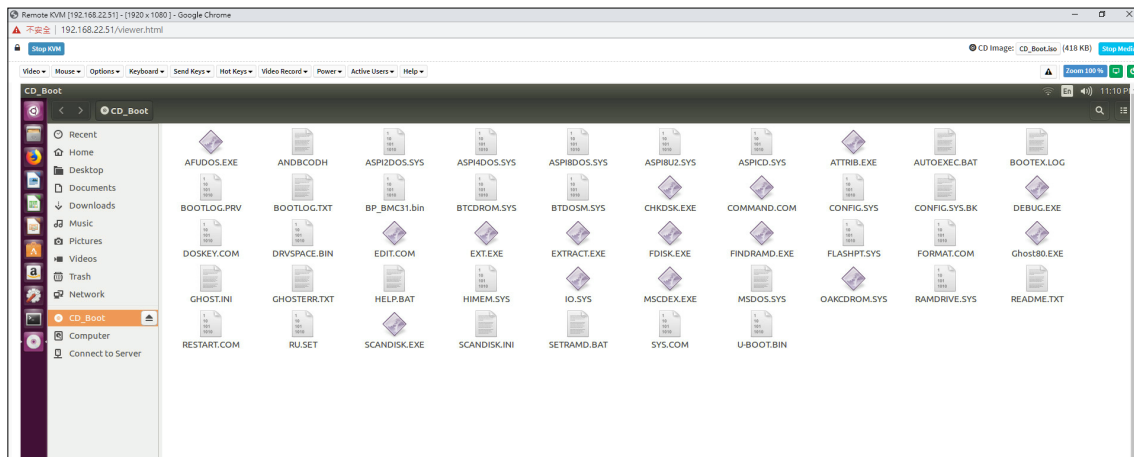 Remote KVM [192.168.22.51] - [1920 x 1080 ] - Google Chrome
不安全 | 192.168.22.51/viewer.html
Stop KVM
CD Image: CD_Boot.iso (418 KB) Stop Medi
Video Mouse Options Keyboard Send Keys Hot Keys Video Record Power Active Users Help
Zoom 100 %
CD_Boot
En 11:10 P
CD_Boot
Recent
Home
Desktop
Documents
Downloads
Music
Pictures
Videos
Trash
Network
CD_Boot
Computer
Connect to Server
AFUDOS.EXE ANDBCODH ASPI2DOS.SYS ASPI4DOS.SYS ASPI8DOS.SYS ASPI8U2.SYS ASPICD.SYS ATTRIB.EXE AUTOEXEC.BAT BOOTEX.LOG
BOOTLOG.PRV BOOTLOG.TXT BP_BMC31.bin BTCDROM.SYS BTDOSM.SYS CHKDSK.EXE COMMAND.COM CONFIG.SYS CONFIG.SYS.BK DEBUG.EXE
DOSKEY.COM DRVSPACE.BIN EDIT.COM EXT.EXE EXTRACT.EXE FDISK.EXE FINDRAMD.EXE FLASHPT.SYS FORMAT.COM Ghost80.EXE
GHOST.INI GHOSTERR.TXT HELP.BAT HIMEM.SYS IO.SYS MSCDEX.EXE MSDOS.SYS OAKCDROM.SYS RAMDRIVE.SYS README.TXT
RESTART.COM RU.SET SCANDISK.EXE SCANDISK.INI SETRAMD.BAT SYS.COM U-BOOT.BIN